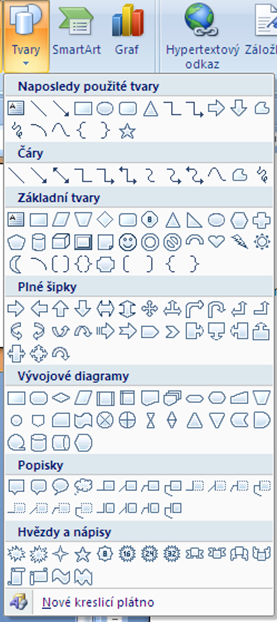 Tvary SmartArt Graf Hypertextový odkaz
Naposledy použité tvary
Čáry
Základní tvary
Plné šipky
Vývojové diagramy
Popisky
Hvězdy a nápisy
Nové kreslicí plátno